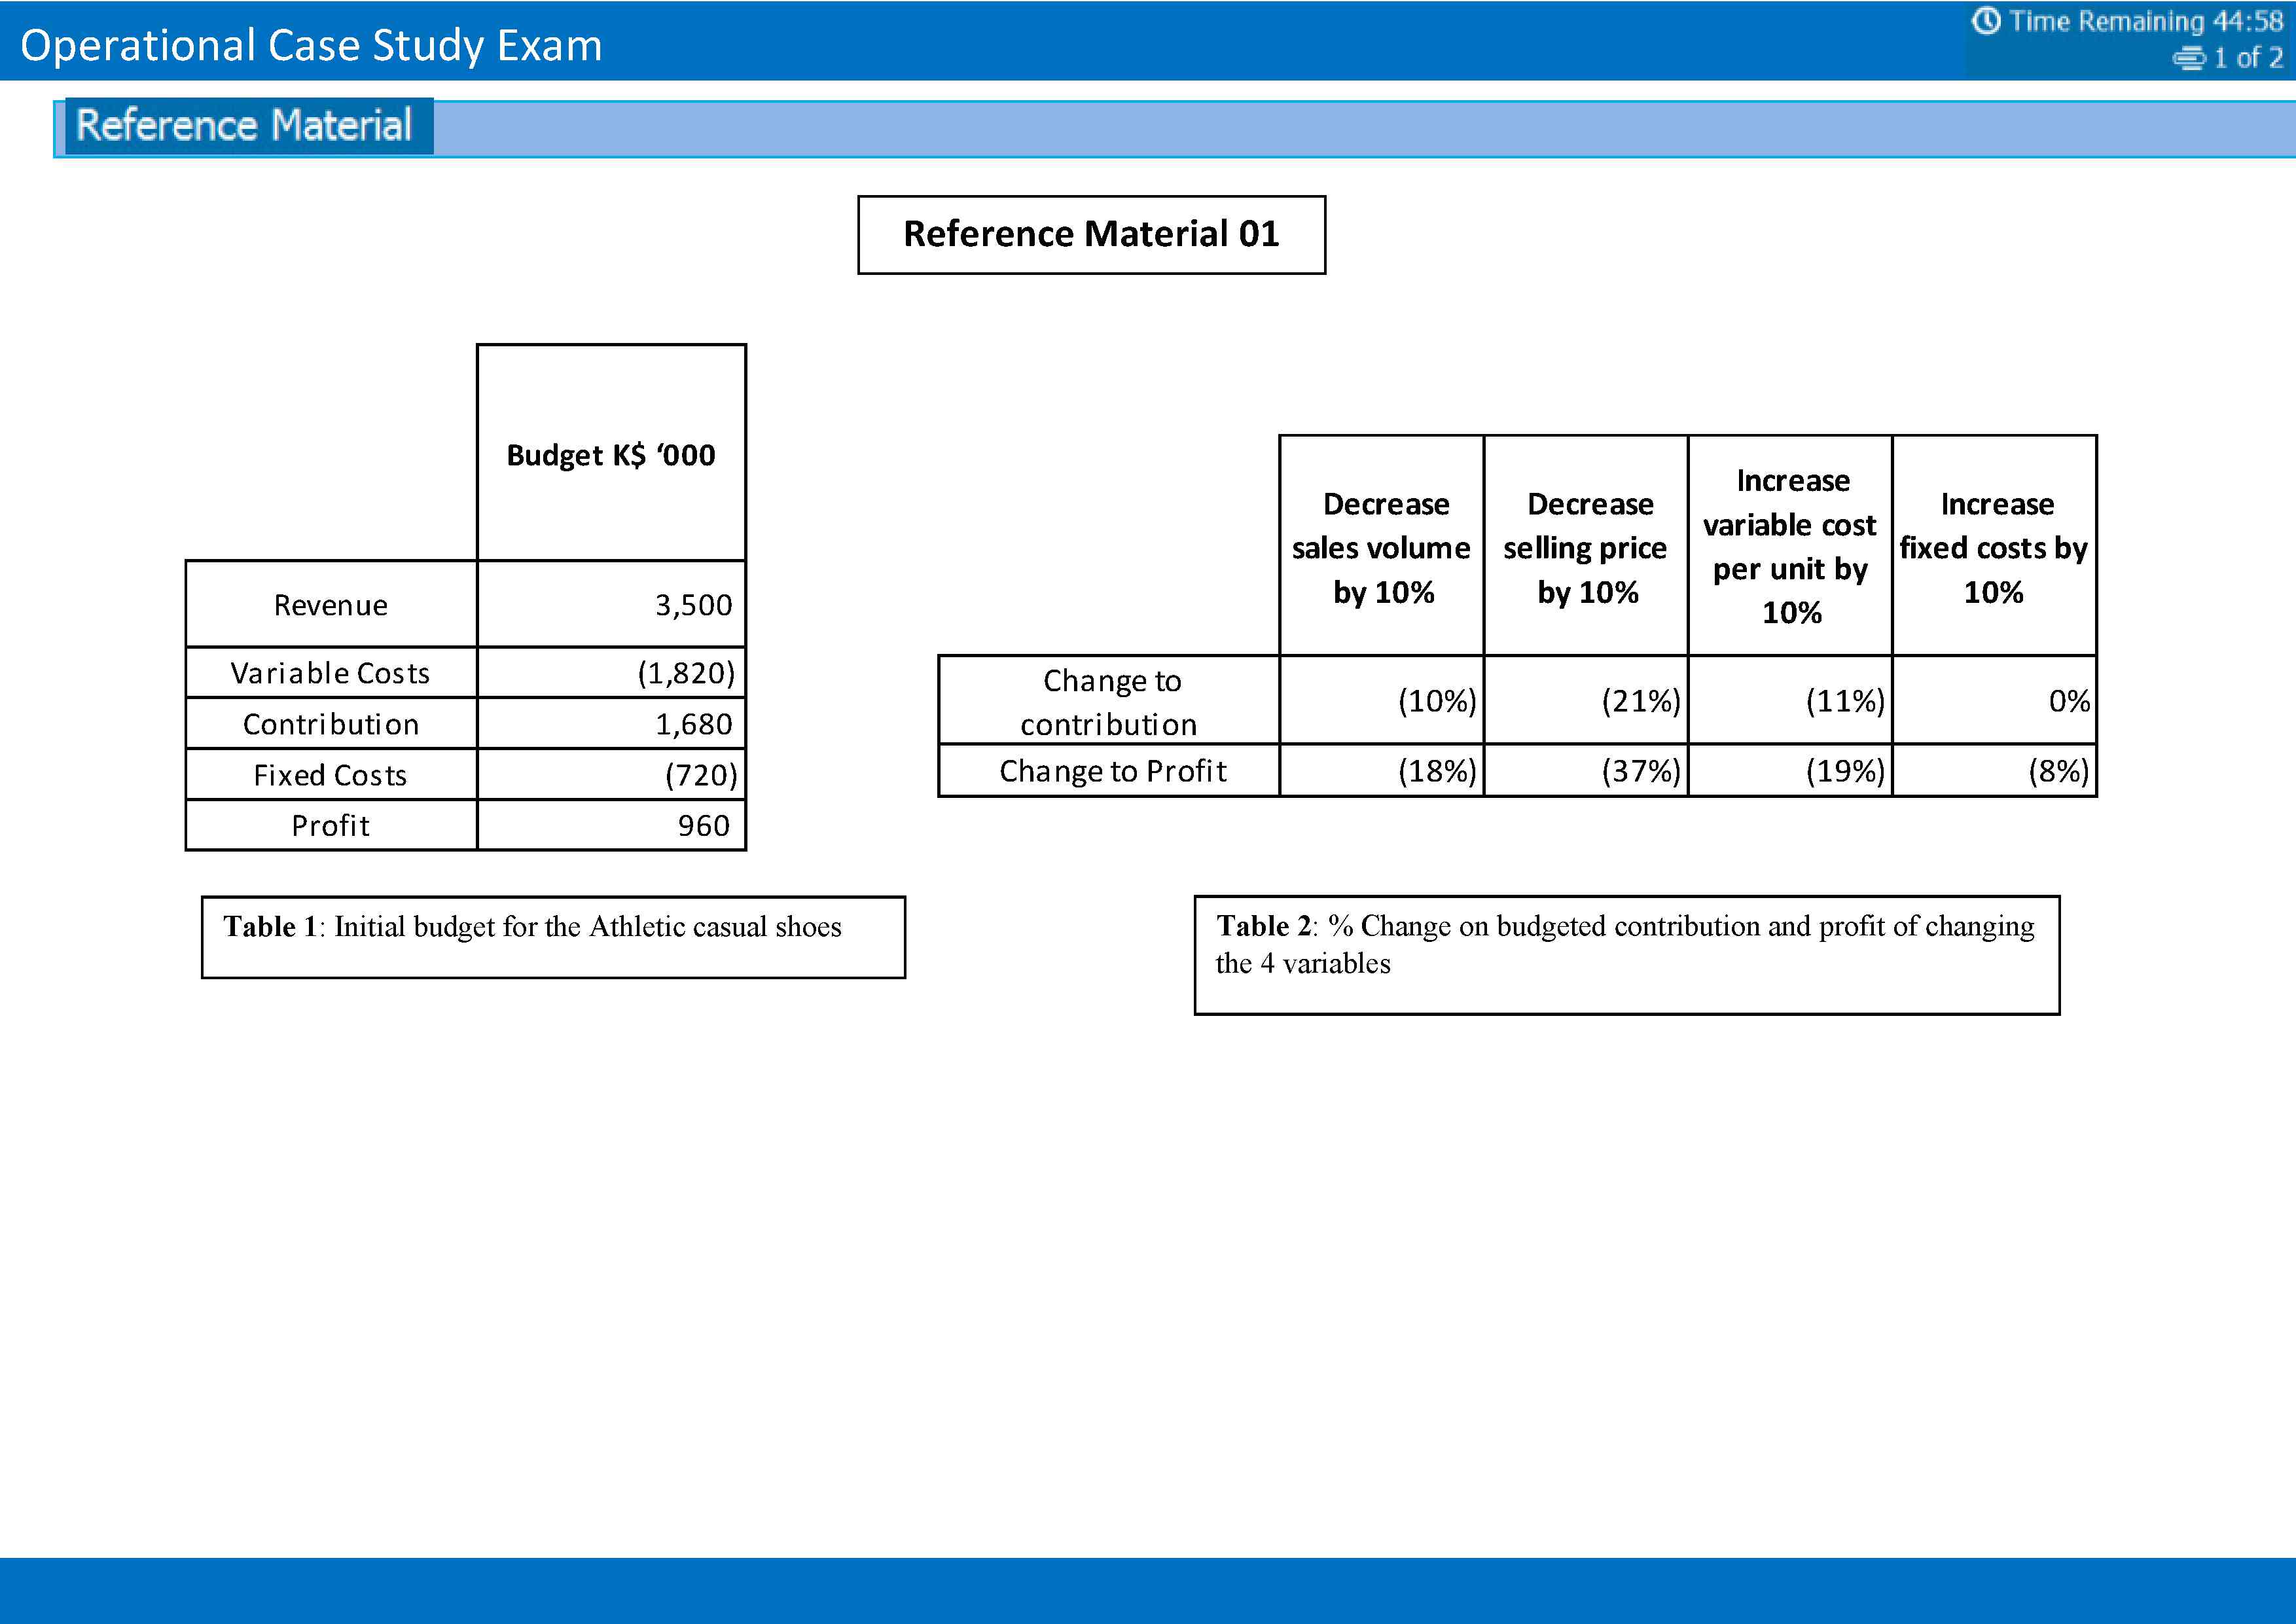 Operational Case Study Exam
Time Remaining 44:58
1 of 2
Reference Material
Reference Material 01
Budget K$ ‘000
Revenue 3,500
Variable Costs (1,820)
Contribution 1,680
Fixed Costs (720)
Profit 960
Table 1: Initial budget for the Athletic casual shoes
Decrease
sales volume
by 10%
Decrease
selling price
by 10%
Increase
variable cost
per unit by
10%
Increase
fixed costs by
10%
Change to
contribution
(10%) (21%) (11%) 0%
Change to Profit (18%) (37%) (19%) (8%)
Table 2: % Change on budgeted contribution and profit of changing
the 4 variables